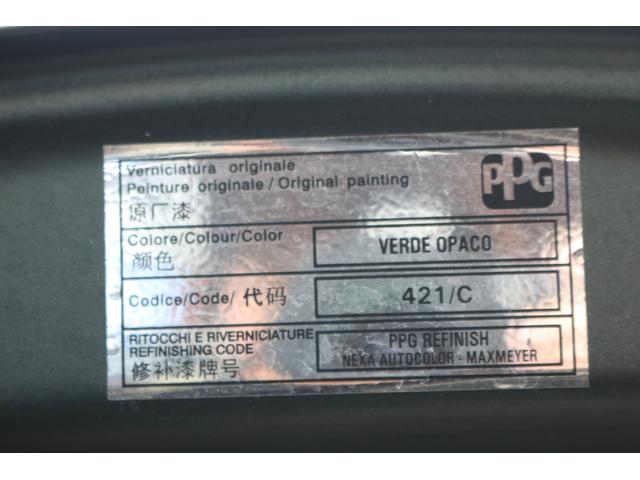 Verniciatura originale
Peinture originale / Original painting
原厂漆
PPG
Colore/Colour/Color
颜色
VERDE OPACO
Codice/Code/ 代码
421/C
RITOCCHI E RIVERNICIATURE
REFINISHING CODE
修补漆牌号
PPG REFINISH
NEXA AUTOCOLOR - MAXMEYER